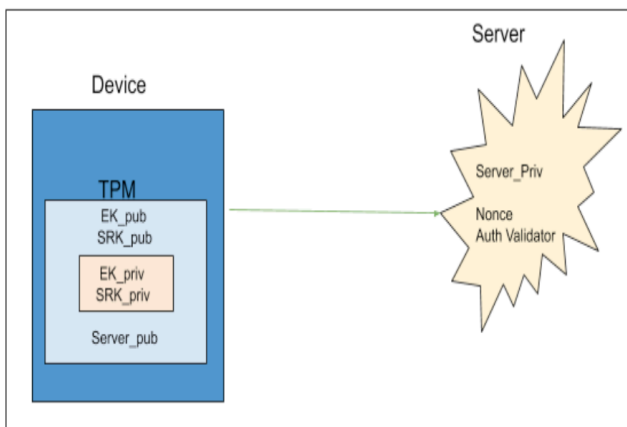 Server
Device
Server_Priv
TPM
Nonce
EK_pub
Auth Validator
SRK_pub
EK_priv
SRK_priv
Server_pub